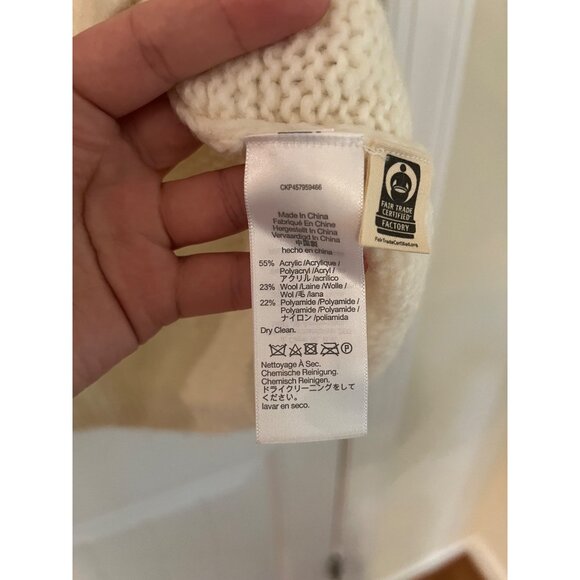 CKP457959466
Made In China
Fabriqué En Chine
Hergestellt In China
Vervaardigd In China
中国製
hecho en china
55% Acrylic /Acrylique /
Polyacryl /Acryl /
アクリル /acrílico
23% Wool /Laine /Wolle /
Wol /毛 /lana
22% Polyamide /Polyamide /
Polyamide /Polyamide /
ナイロン /poliamida
Dry Clean.
P
Nettoyage À Sec.
Chemische Reinigung.
Chemisch Reinigen.
ドライクリーニングをして
ください。
lavar en seco.
FAIR TRADE
CERTIFIED™
FACTORY
FairTradeCertified.org